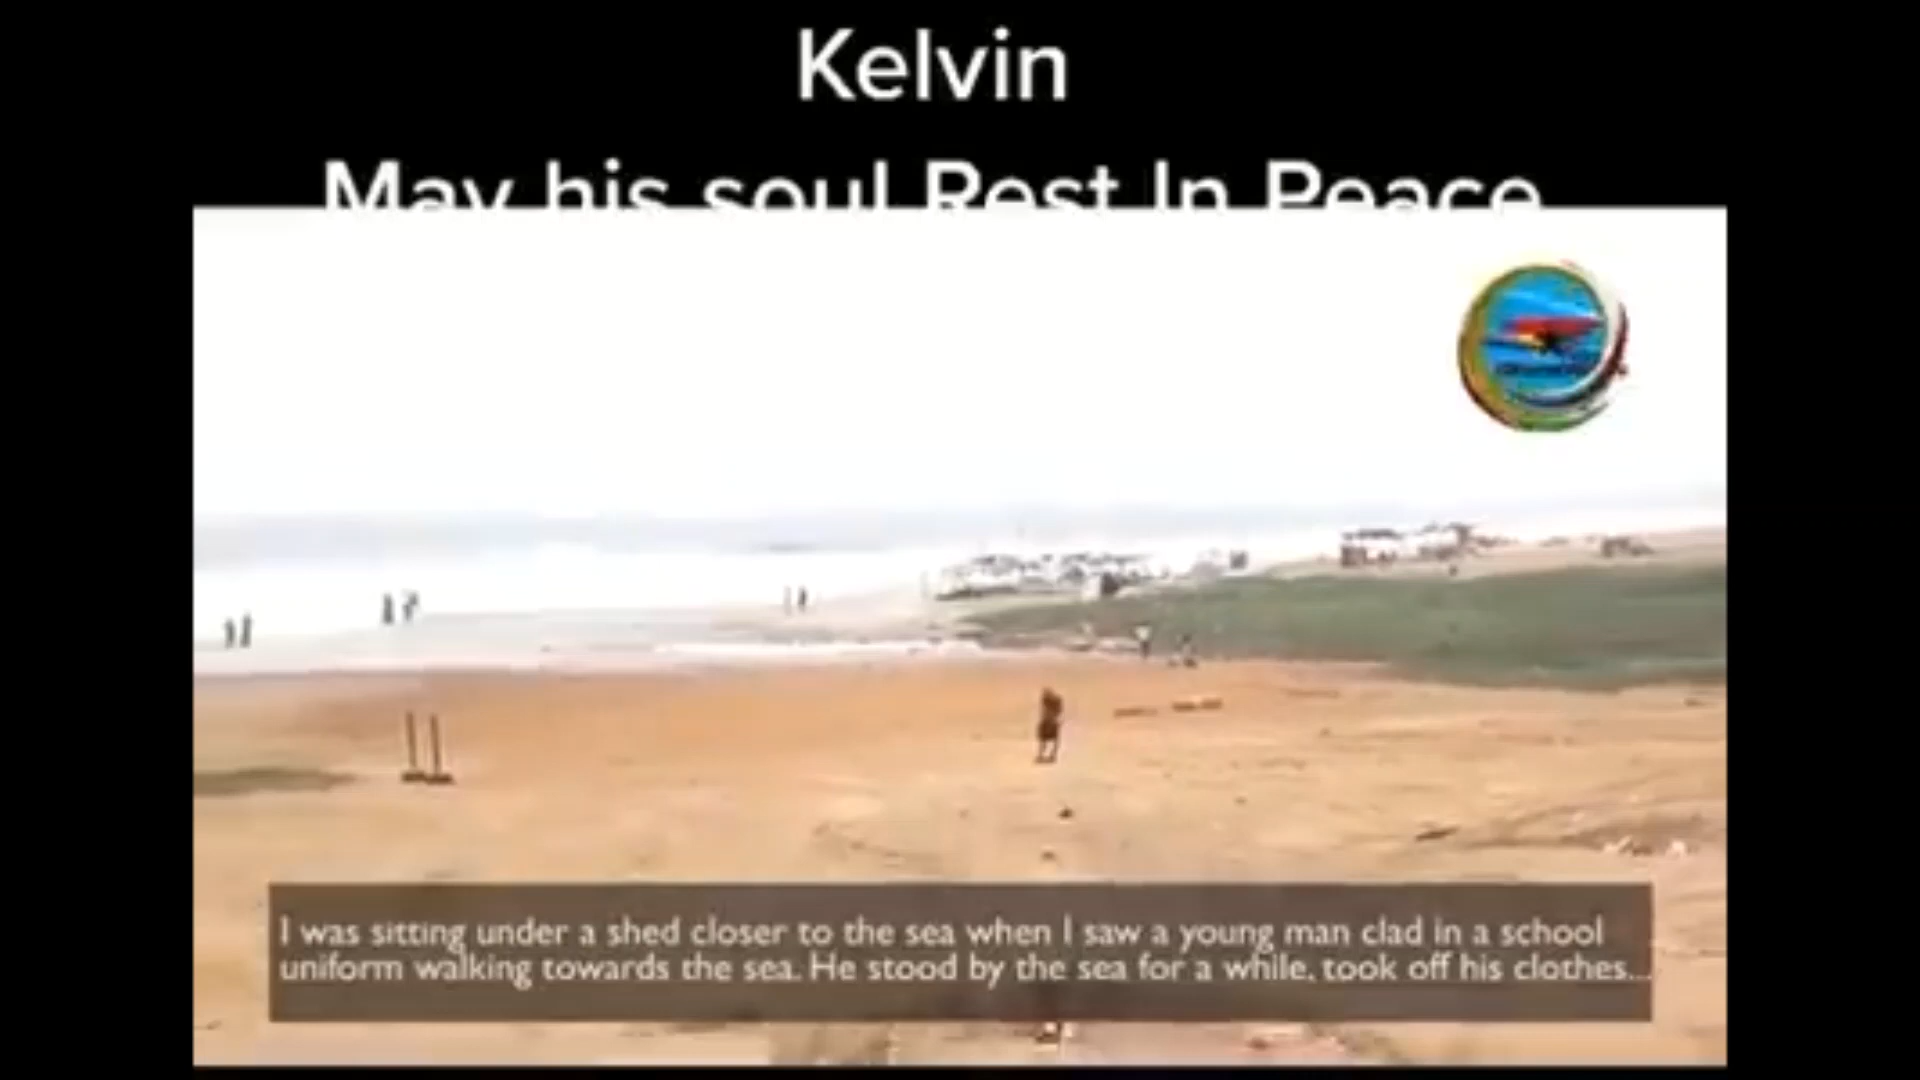 Kelvin
May his soul Rest In Peace
I was sitting under a shed closer to the sea when I saw a young man clad in a school
uniform walking towards the sea. He stood by the sea for a while, took off his clothes...